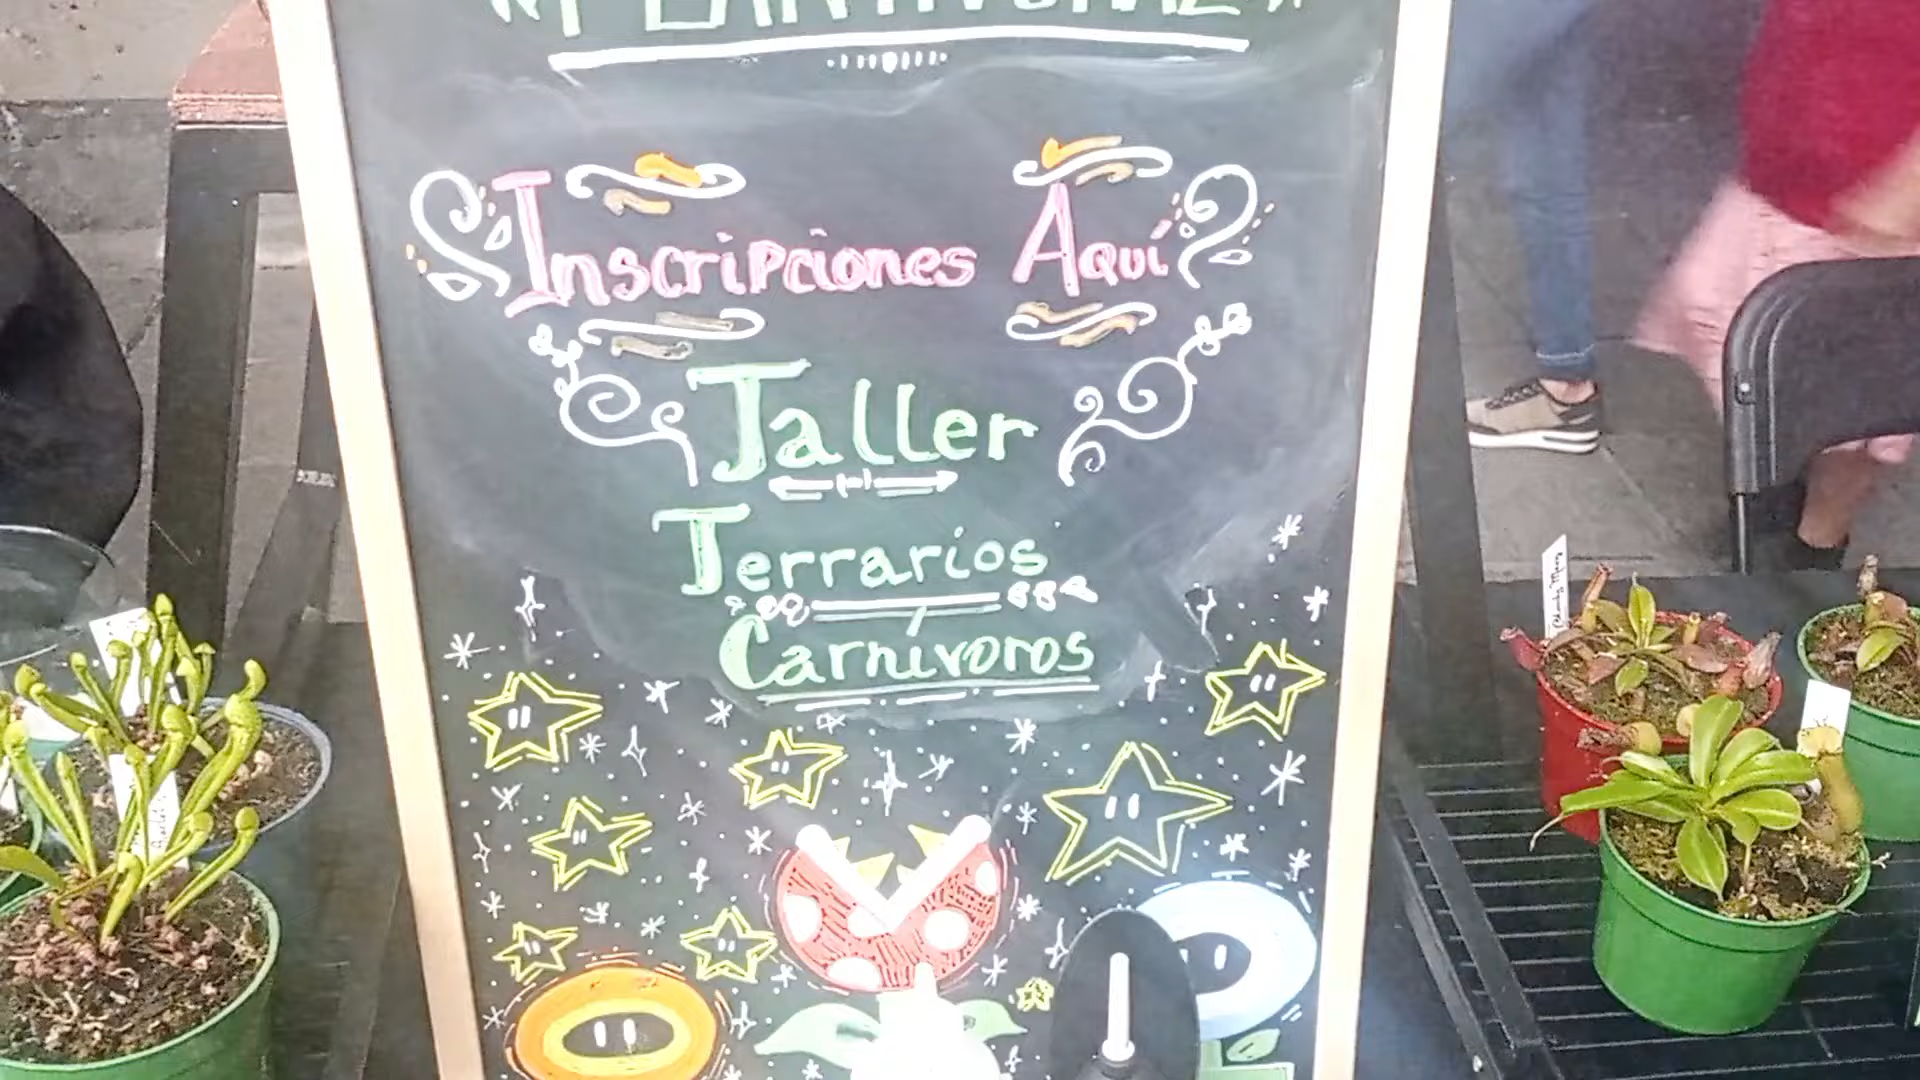 Inscripciones Aquí
Taller
Terrarios
Carnívoros